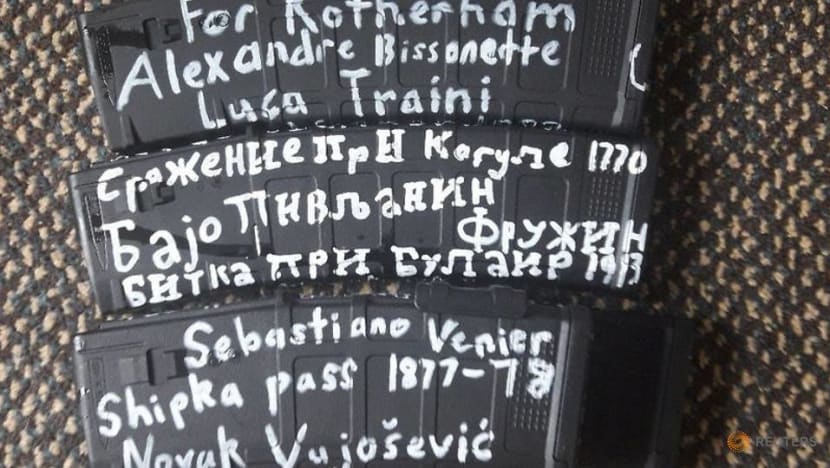 For Rotherham
Alexandre Bissonette
Luca Traini
Сражение при Кагуле 1770
Бајо Пивљанин
Фружин
Битка при Булаир 1913
Sebastiano Venier
Shipka pass 1877-78
Novak Vujošević
REUTERS